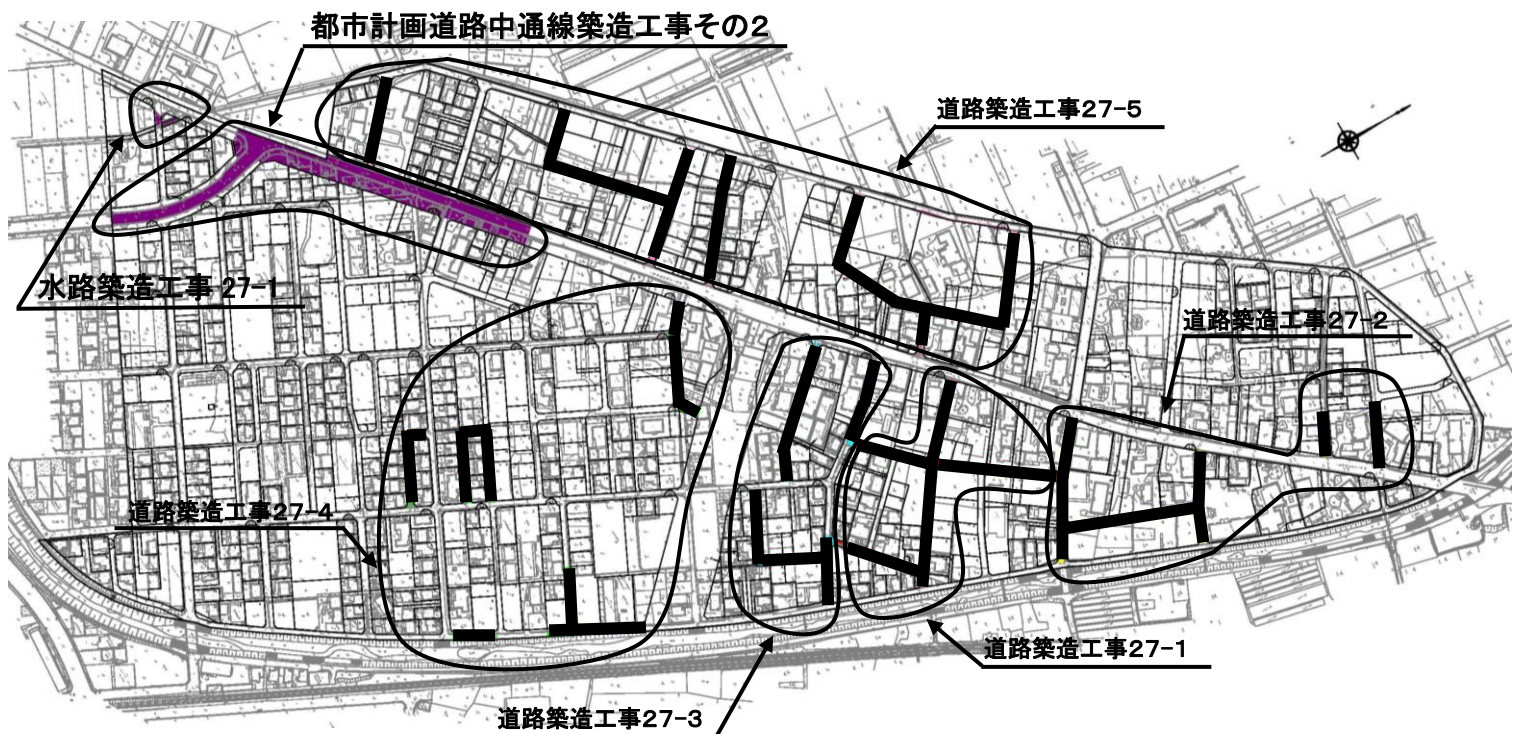 都市計画道路中通線築造工事その2
道路築造工事27-5
水路築造工事 27-1
道路築造工事27-2
道路築造工事27-4
道路築造工事27-1
道路築造工事27-3